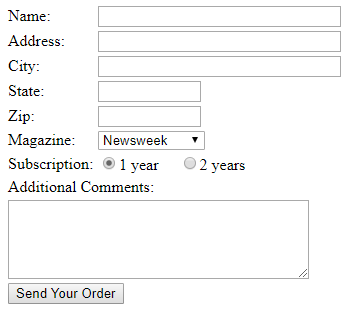 Name:
Address:
City:
State:
Zip:
Magazine: Newsweek
Subscription: 1 year 2 years
Additional Comments:
Send Your Order